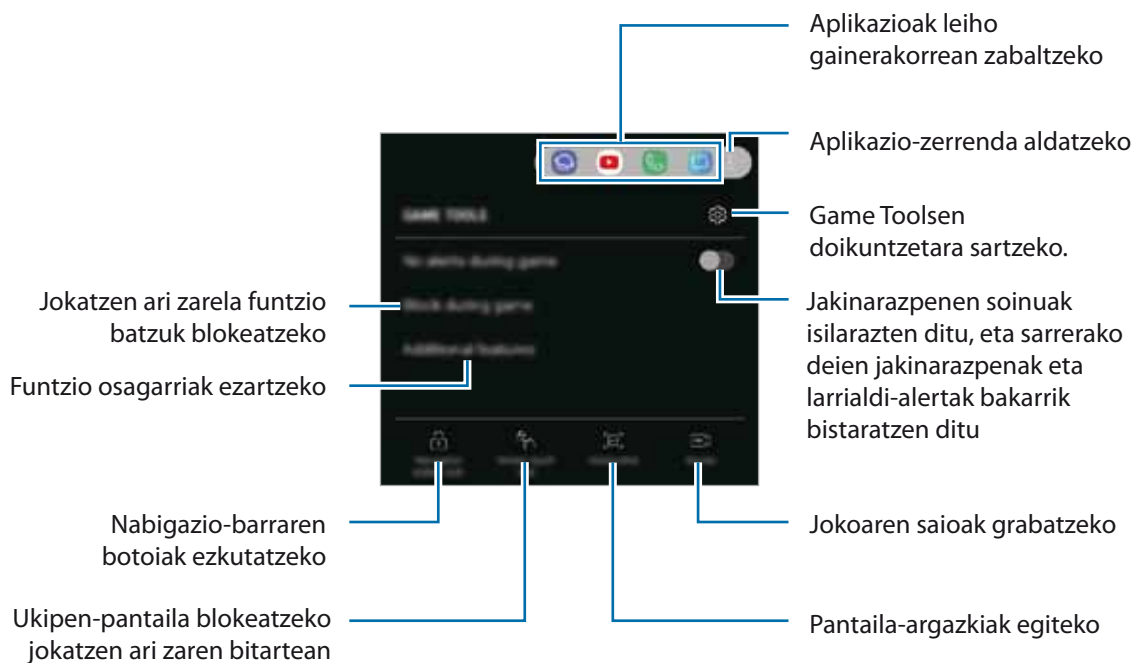 Aplikazioak leiho
gainerakorrean zabaltzeko
Aplikazio-zerrenda aldatzeko
GAME TOOLS
Game Toolsen
doikuntzetara sartzeko.
No alerts during game
Jokatzen ari zarela funtzio
batzuk blokeatzeko
Block during game
Jakinarazpenen soinuak
isilarazten ditu, eta sarrerako
deien jakinarazpenak eta
larrialdi-alertak bakarrik
bistaratzen ditu
Additional features
Funtzio osagarriak ezartzeko
Nabigazio-barraren
botoiak ezkutatzeko
Jokoaren saioak grabatzeko
Ukipen-pantaila blokeatzeko
jokatzen ari zaren bitartean
Pantaila-argazkiak egiteko